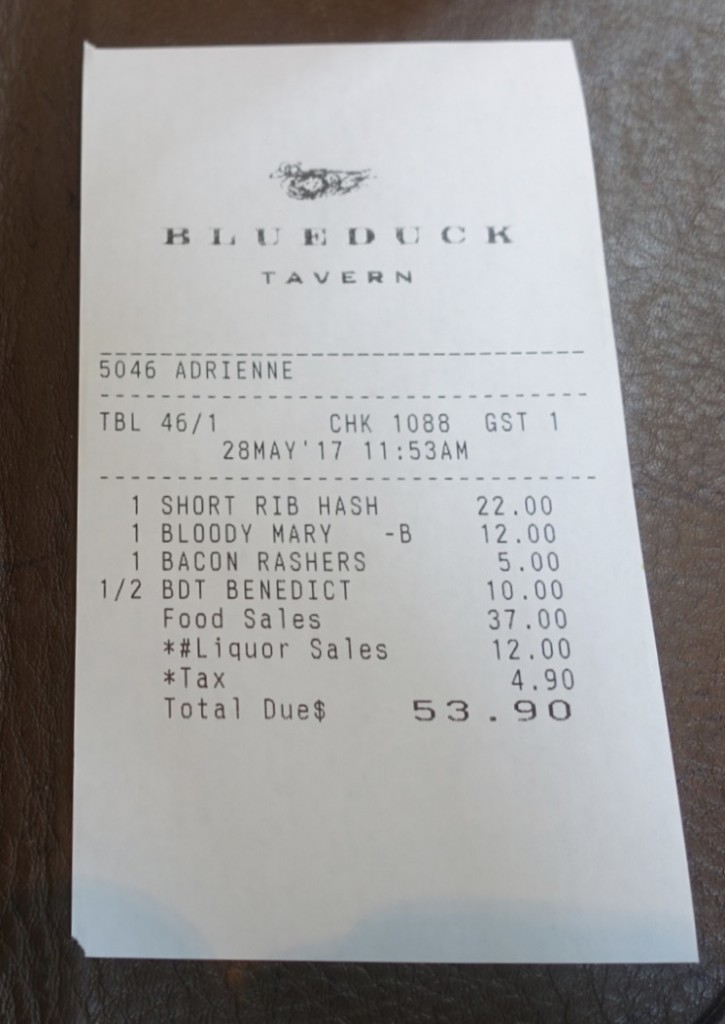 BLUEDUCK
TAVERN
5046 ADRIENNE
TBL 46/1 CHK 1088 GST 1
28MAY'17 11:53AM
1 SHORT RIB HASH 22.00
1 BLOODY MARY -B 12.00
1 BACON RASHERS 5.00
1/2 BDT BENEDICT 10.00
Food Sales 37.00
*#Liquor Sales 12.00
*Tax 4.90
Total Due$ 53.90